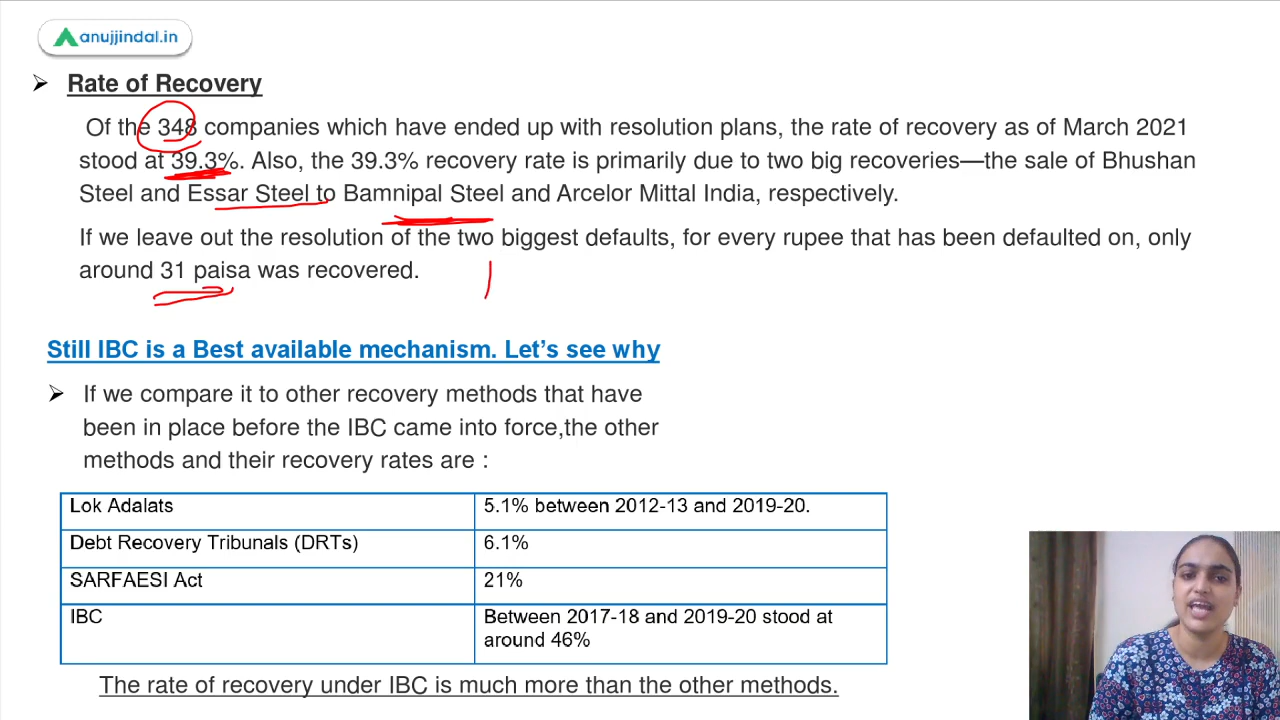 anujjindal.in
Rate of Recovery
Of the 348 companies which have ended up with resolution plans, the rate of recovery as of March 2021
stood at 39.3%. Also, the 39.3% recovery rate is primarily due to two big recoveries—the sale of Bhushan
Steel and Essar Steel to Bamnipal Steel and Arcelor Mittal India, respectively.
If we leave out the resolution of the two biggest defaults, for every rupee that has been defaulted on, only
around 31 paisa was recovered.
Still IBC is a Best available mechanism. Let's see why
If we compare it to other recovery methods that have
been in place before the IBC came into force,the other
methods and their recovery rates are :
Lok Adalats 5.1% between 2012-13 and 2019-20.
Debt Recovery Tribunals (DRTs) 6.1%
SARFAESI Act 21%
IBC Between 2017-18 and 2019-20 stood at
around 46%
The rate of recovery under IBC is much more than the other methods.